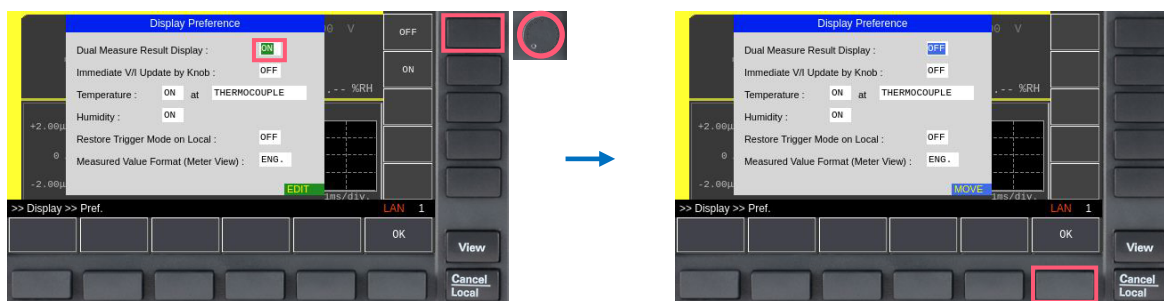 Display Preference
0 V
OFF
Dual Measure Result Display : ON
Immediate V/I Update by Knob : OFF
ON
Temperature : ON at THERMOCOUPLE
.-- %RH
Humidity : ON
+2.00µ
Restore Trigger Mode on Local : OFF
0
Measured Value Format (Meter View) : ENG.
-2.00µ
EDIT
1ms/div.
>> Display >> Pref.
LAN 1
OK
View
Cancel
Local
Display Preference
0 V
Dual Measure Result Display : OFF
Immediate V/I Update by Knob : OFF
Temperature : ON at THERMOCOUPLE
.-- %RH
Humidity : ON
+2.00µ
Restore Trigger Mode on Local : OFF
0
Measured Value Format (Meter View) : ENG.
-2.00µ
MOVE
1ms/div.
>> Display >> Pref.
LAN 1
OK
View
Cancel
Local